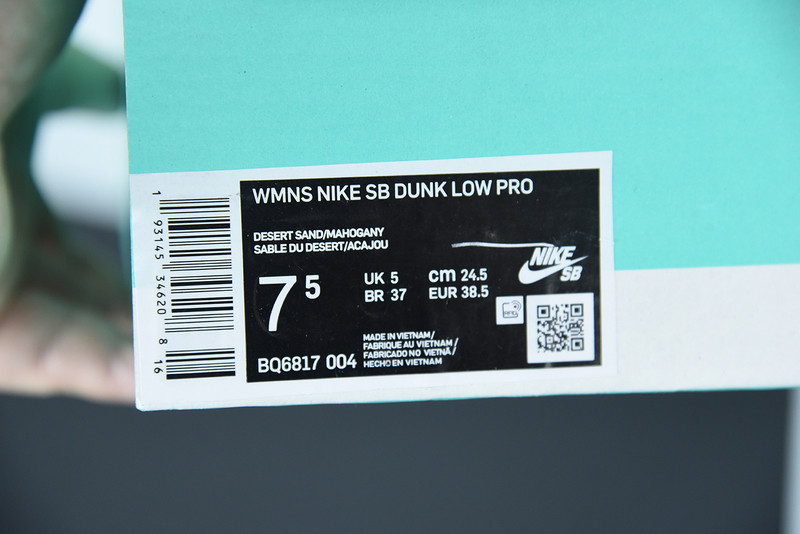 WMNS NIKE SB DUNK LOW PRO
DESERT SAND/MAHOGANY
SABLE DU DESERT/ACAJOU
7 5
UK 5
BR 37
cm 24.5
EUR 38.5
NIKE
SB
BQ6817 004
MADE IN VIETNAM/
FABRIQUE AU VIETNAM/
FABRICADO NO VIETNÃ/
HECHO EN VIETNAM
1 93145 34620 8 16